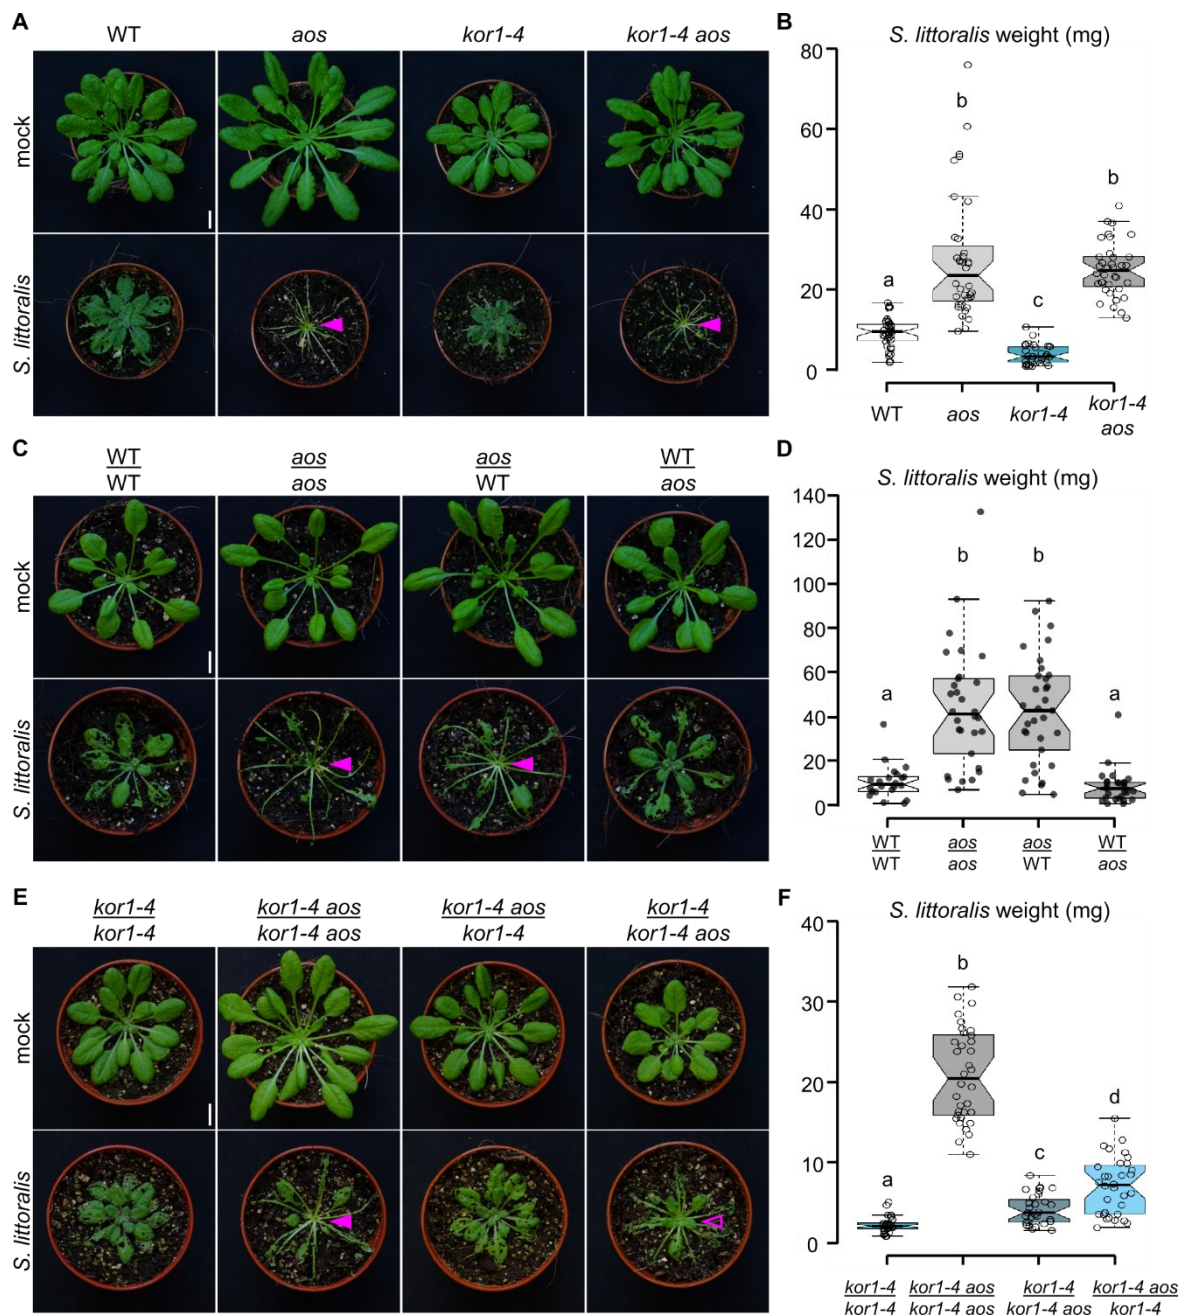 A
WT aos kor1-4 kor1-4 aos
mock
S. littoralis
B
S. littoralis weight (mg)
80
60
40
20
0
a
b
c
b
WT aos kor1-4 kor1-4
aos
C
WT aos aos WT
WT aos WT aos
mock
S. littoralis
D
S. littoralis weight (mg)
140
120
100
80
60
40
20
0
a
b
b
a
WT aos aos WT
WT aos WT aos
E
kor1-4 kor1-4 aos kor1-4 aos kor1-4
kor1-4 kor1-4 aos kor1-4 kor1-4 aos
mock
S. littoralis
F
S. littoralis weight (mg)
40
30
20
10
0
a
b
c
d
kor1-4 kor1-4 aos kor1-4 kor1-4 aos
kor1-4 kor1-4 aos kor1-4 aos kor1-4